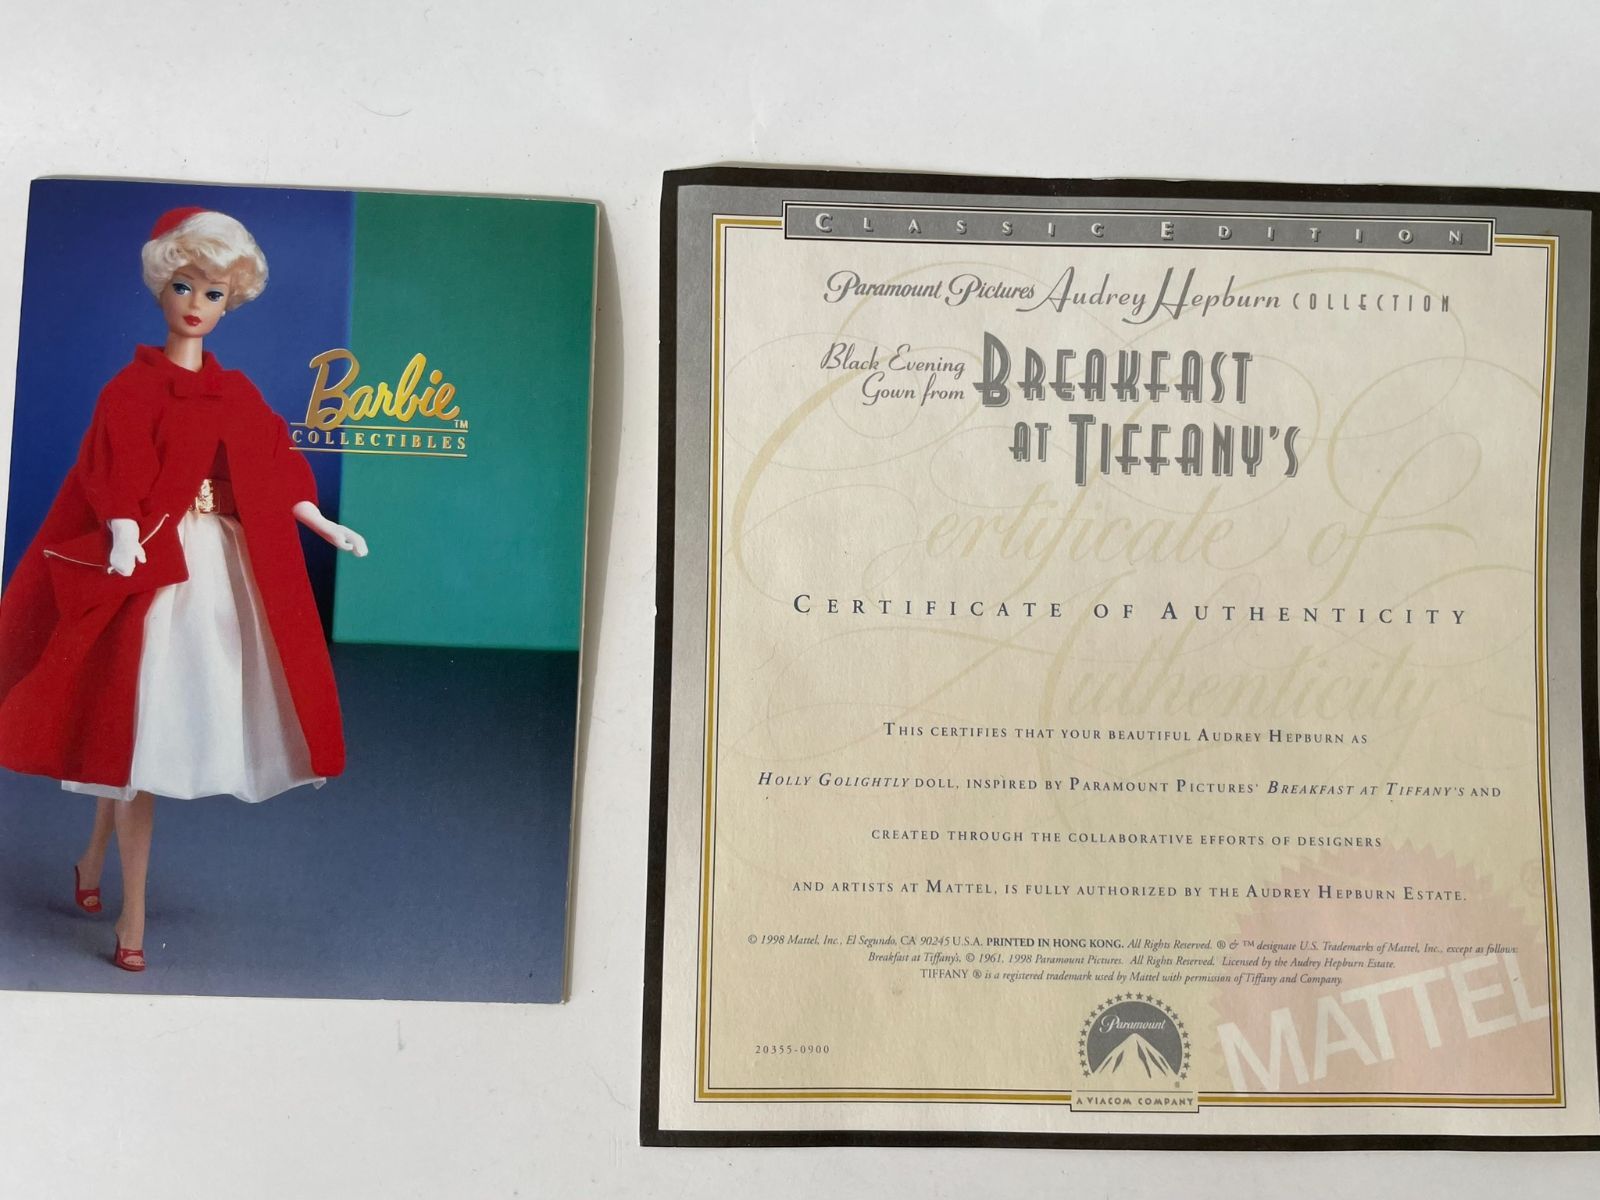 Barbie™
COLLECTIBLES
CLASSIC EDITION
Paramount Pictures Audrey Hepburn COLLECTION
Black Evening
Gown from
BREAKFAST
AT TIFFANY'S
Certificate of
Authenticity
CERTIFICATE OF AUTHENTICITY
THIS CERTIFIES THAT YOUR BEAUTIFUL AUDREY HEPBURN AS
HOLLY GOLIGHTLY DOLL, INSPIRED BY PARAMOUNT PICTURES' BREAKFAST AT TIFFANY'S AND
CREATED THROUGH THE COLLABORATIVE EFFORTS OF DESIGNERS
AND ARTISTS AT MATTEL, IS FULLY AUTHORIZED BY THE AUDREY HEPBURN ESTATE.
© 1998 Mattel, Inc., El Segundo, CA 90245 U.S.A. PRINTED IN HONG KONG. All Rights Reserved. ® & ™ designate U.S. Trademarks of Mattel, Inc., except as follows:
Breakfast at Tiffany's, © 1961, 1998 Paramount Pictures. All Rights Reserved. Licensed by the Audrey Hepburn Estate.
TIFFANY ® is a registered trademark used by Mattel with permission of Tiffany and Company.
MATTEL
Paramount
®
20355-0900
A VIACOM COMPANY